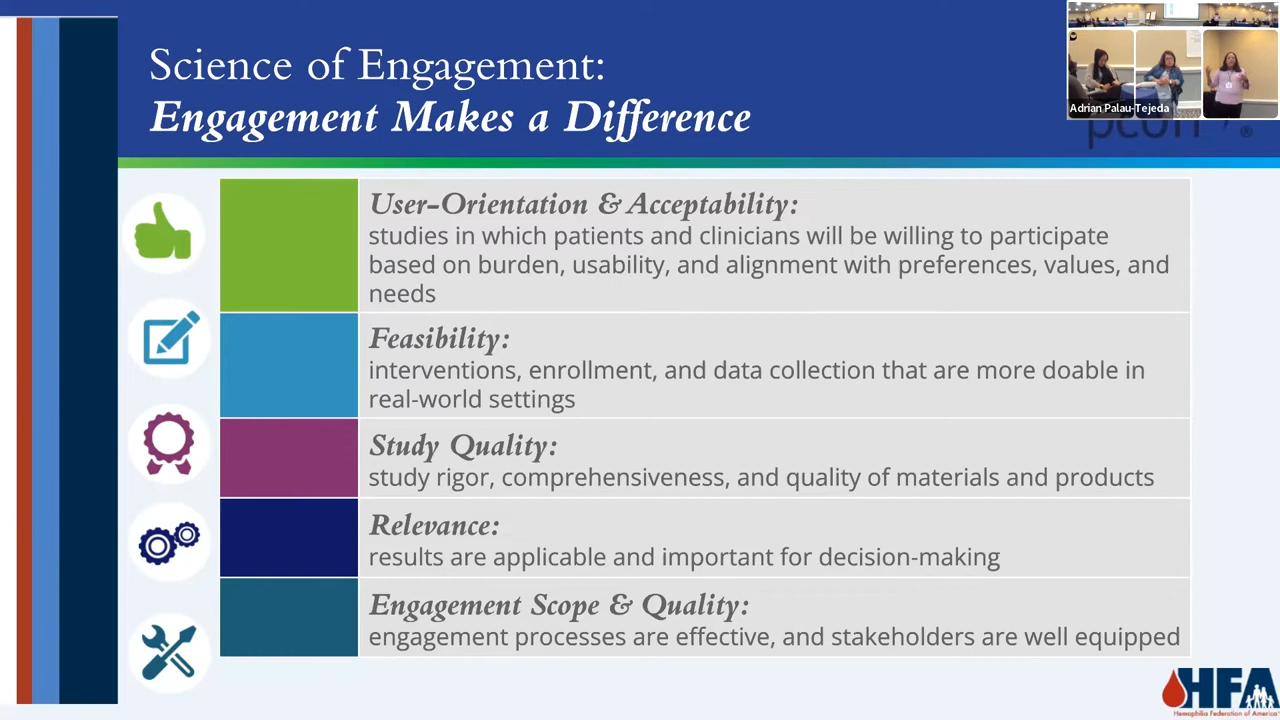 Science of Engagement:
Engagement Makes a Difference
Adrian Palau-Tejeda
®
User-Orientation & Acceptability:
studies in which patients and clinicians will be willing to participate
based on burden, usability, and alignment with preferences, values, and
needs
Feasibility:
interventions, enrollment, and data collection that are more doable in
real-world settings
Study Quality:
study rigor, comprehensiveness, and quality of materials and products
Relevance:
results are applicable and important for decision-making
Engagement Scope & Quality:
engagement processes are effective, and stakeholders are well equipped
HFA
Hemophilia Federation of America